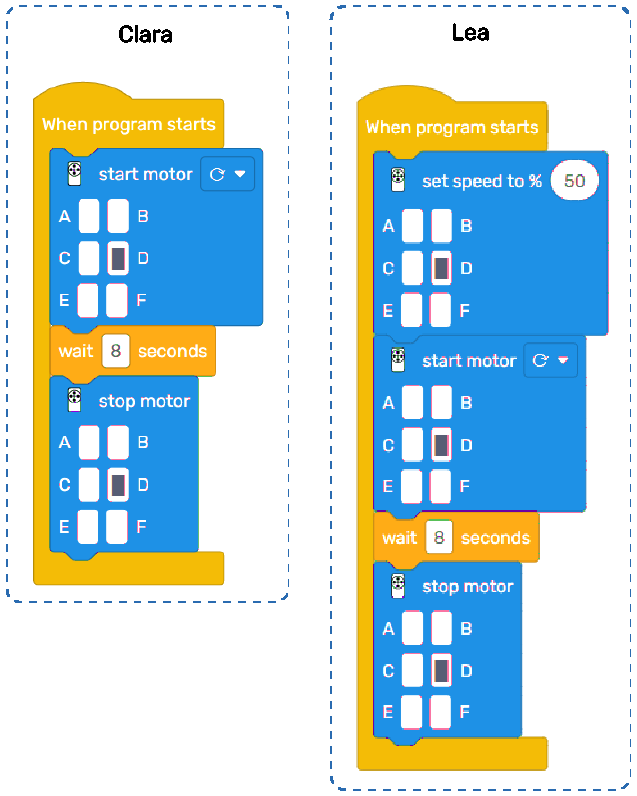 Clara
When program starts
start motor
A B
C D
E F
wait 8 seconds
stop motor
A B
C D
E F
Lea
When program starts
set speed to % 50
A B
C D
E F
start motor
A B
C D
E F
wait 8 seconds
stop motor
A B
C D
E F